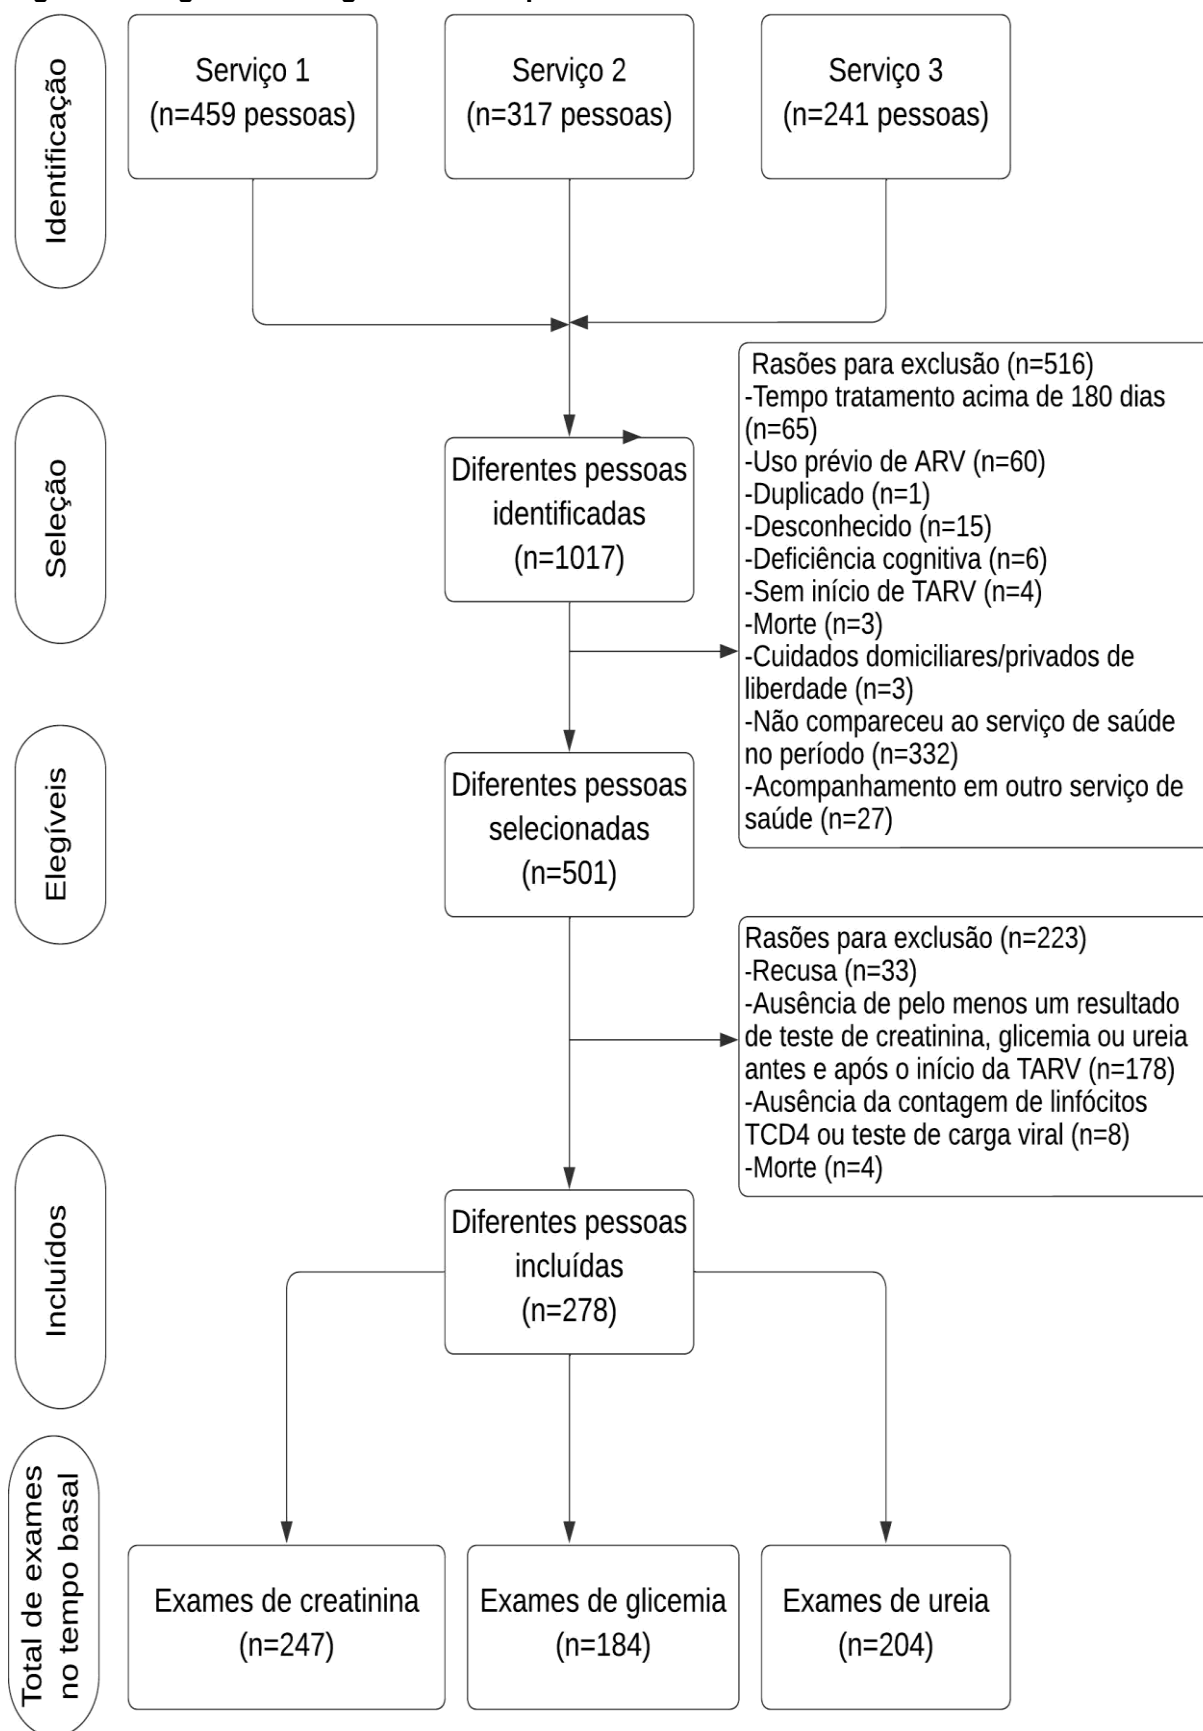 Identificação
Serviço 1
(n=459 pessoas)
Serviço 2
(n=317 pessoas)
Serviço 3
(n=241 pessoas)
Seleção
Diferentes pessoas
identificadas
(n=1017)
Rasões para exclusão (n=516)
-Tempo tratamento acima de 180 dias
(n=65)
-Uso prévio de ARV (n=60)
-Duplicado (n=1)
-Desconhecido (n=15)
-Deficiência cognitiva (n=6)
-Sem início de TARV (n=4)
-Morte (n=3)
-Cuidados domiciliares/privados de
liberdade (n=3)
-Não compareceu ao serviço de saúde
no período (n=332)
-Acompanhamento em outro serviço de
saúde (n=27)
Elegíveis
Diferentes pessoas
selecionadas
(n=501)
Rasões para exclusão (n=223)
-Recusa (n=33)
-Ausência de pelo menos um resultado
de teste de creatinina, glicemia ou ureia
antes e após o início da TARV (n=178)
-Ausência da contagem de linfócitos
TCD4 ou teste de carga viral (n=8)
-Morte (n=4)
Incluídos
Diferentes pessoas
incluídas
(n=278)
Total de exames
no tempo basal
Exames de creatinina
(n=247)
Exames de glicemia
(n=184)
Exames de ureia
(n=204)